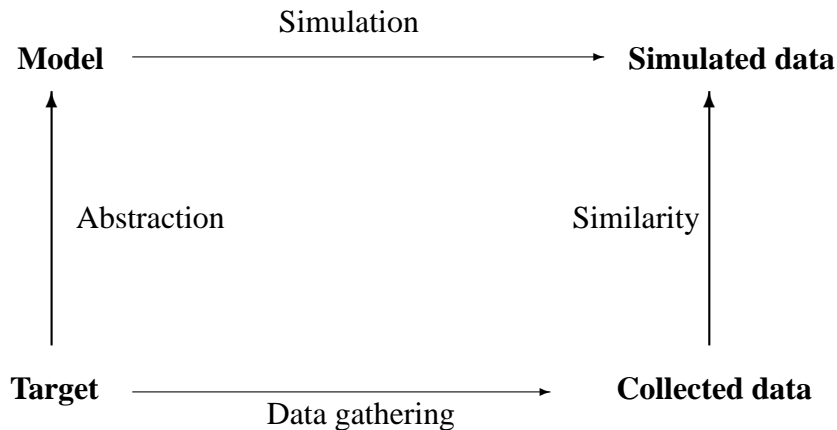 Simulation
Model
Simulated data
Abstraction
Similarity
Target
Collected data
Data gathering